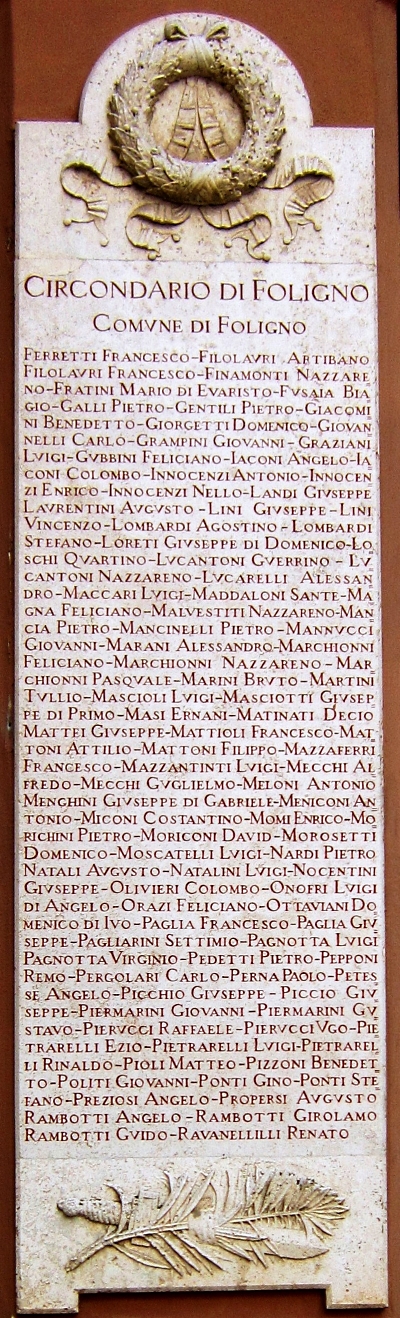 CIRCONDARIO DI FOLIGNO
COMVNE DI FOLIGNO
FERRETTI FRANCESCO-FILOLAVRI ARTIBANO
FILOLAVRI FRANCESCO-FINAMONTI NAZZARE
NO-FRATINI MARIO DI EVARISTO-FVSAIA BIA
GIO-GALLI PIETRO-GENTILI PIETRO-GIACOMI
NI BENEDETTO-GIORGETTI DOMENICO-GIOVAN
NELLI CARLO-GRAMPINI GIOVANNI-GRAZIANI
LVIGI-GVBBINI FELICIANO-IACONI ANGELO-IA
CONI COLOMBO-INNOCENZI ANTONIO-INNOCEN
ZI ENRICO-INNOCENZI NELLO-LANDI GIVSEPPE
LAVRENTINI AVGVSTO-LINI GIVSEPPE-LINI
VINCENZO-LOMBARDI AGOSTINO-LOMBARDI
STEFANO-LORETI GIVSEPPE DI DOMENICO-LO
SCHI QVARTINO-LVCANTONI GVERRINO-LV
CANTONI NAZZARENO-LVCARELLI ALESSAN
DRO-MACCARI LVIGI-MADDALONI SANTE-MA
GNA FELICIANO-MALVESTITI NAZZARENO-MAN
CIA PIETRO-MANCINELLI PIETRO-MANNVCCI
GIOVANNI-MARANI ALESSANDRO-MARCHIONNI
FELICIANO-MARCHIONNI NAZZARENO-MAR
CHIONNI PASQVALE-MARINI BRVTO-MARTINI
TVLLIO-MASCIOLI LVIGI-MASCIOTTI GIVSEP
PE DI PRIMO-MASI ERNANI-MATINATI DECIO
MATTEI GIVSEPPE-MATTIOLI FRANCESCO-MAT
TONI ATTILIO-MATTONI FILIPPO-MAZZAFERRI
FRANCESCO-MAZZANTINTI LVIGI-MECCHI AL
FREDO-MECCHI GVGLIELMO-MELONI ANTONIO
MENGHINI GIVSEPPE DI GABRIELE-MENICONI AN
TONIO-MICONI COSTANTINO-MOMI ENRICO-MO
RICHINI PIETRO-MORICONI DAVID-MOROSETTI
DOMENICO-MOSCATELLI LVIGI-NARDI PIETRO
NATALI AVGVSTO-NATALINI LVIGI-NOCENTINI
GIVSEPPE-OLIVIERI COLOMBO-ONOFRI LVIGI
DI ANGELO-ORAZI FELICIANO-OTTAVIANI DO
MENICO DI IVO-PAGLIA FRANCESCO-PAGLIA GIV
SEPPE-PAGLIARINI SETTIMIO-PAGNOTTA LVIGI
PAGNOTTA VIRGINIO-PEDETTI PIETRO-PEPPONI
REMO-PERGOLARI CARLO-PERNA PAOLO-PETES
SE ANGELO-PICCHIO GIVSEPPE-PICCIO GIV
SEPPE-PIERMARINI GIOVANNI-PIERMARINI GV
STAVO-PIERVCCI RAFFAELE-PIERVCCI VGO-PIE
TRARELLI EZIO-PIETRARELLI LVIGI-PIETRAREL
LI RINALDO-PIOLI MATTEO-PIZZONI BENEDET
TO-POLITI GIOVANNI-PONTI GINO-PONTI STE
FANO-PREZIOSI ANGELO-PROPERSI AVGVSTO
RAMBOTTI ANGELO-RAMBOTTI GIROLAMO
RAMBOTTI GVIDO-RAVANELLILLI RENATO